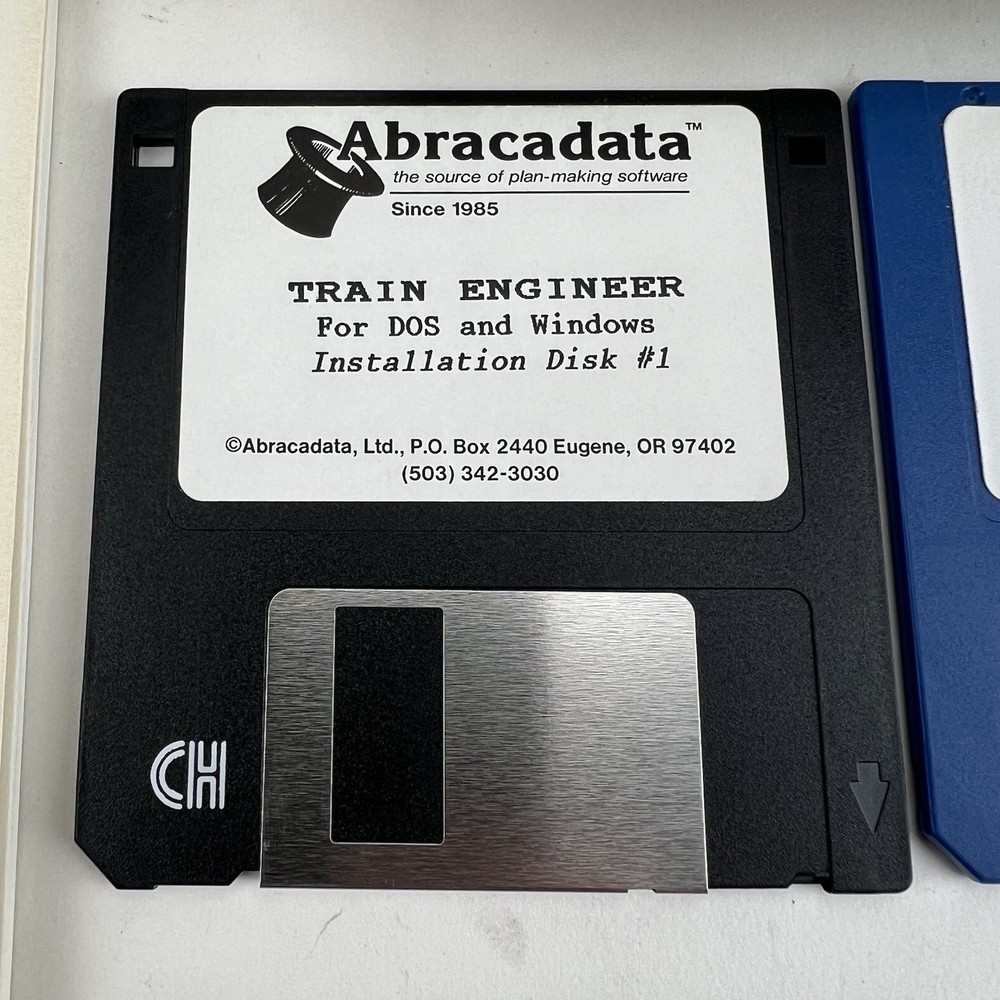 Abracadata™
the source of plan-making software
Since 1985
TRAIN ENGINEER
For DOS and Windows
Installation Disk #1
©Abracadata, Ltd., P.O. Box 2440 Eugene, OR 97402
(503) 342-3030
CH